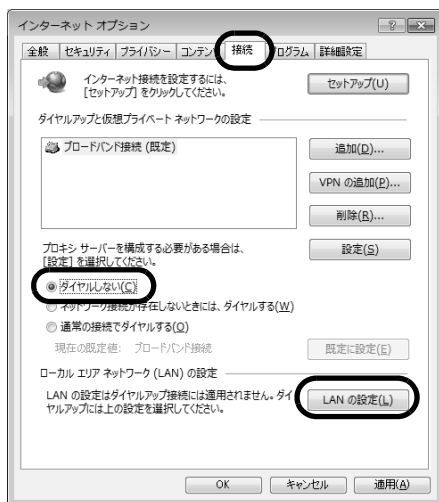 インターネット オプション
全般 セキュリティ プライバシー コンテン 接続 ログラム 詳細設定
インターネット接続を設定するには、
[セットアップ] をクリックしてください。
セットアップ(U)
ダイヤルアップと仮想プライベート ネットワークの設定
ブロードバンド接続 (既定)
追加(D)...
VPN の追加(P)...
削除(R)...
プロキシ サーバーを構成する必要がある場合は、
[設定] を選択してください。
設定(S)
ダイヤルしない(C)
ネットワーク接続が存在しないときには、ダイヤルする(W)
通常の接続でダイヤルする(O)
現在の既定値: ブロードバンド接続
既定に設定(E)
ローカル エリア ネットワーク (LAN) の設定
LAN の設定はダイヤルアップ接続には適用されません。ダイ
ヤルアップには上の設定を選択してください。
LAN の設定(L)
OK キャンセル 適用(A)